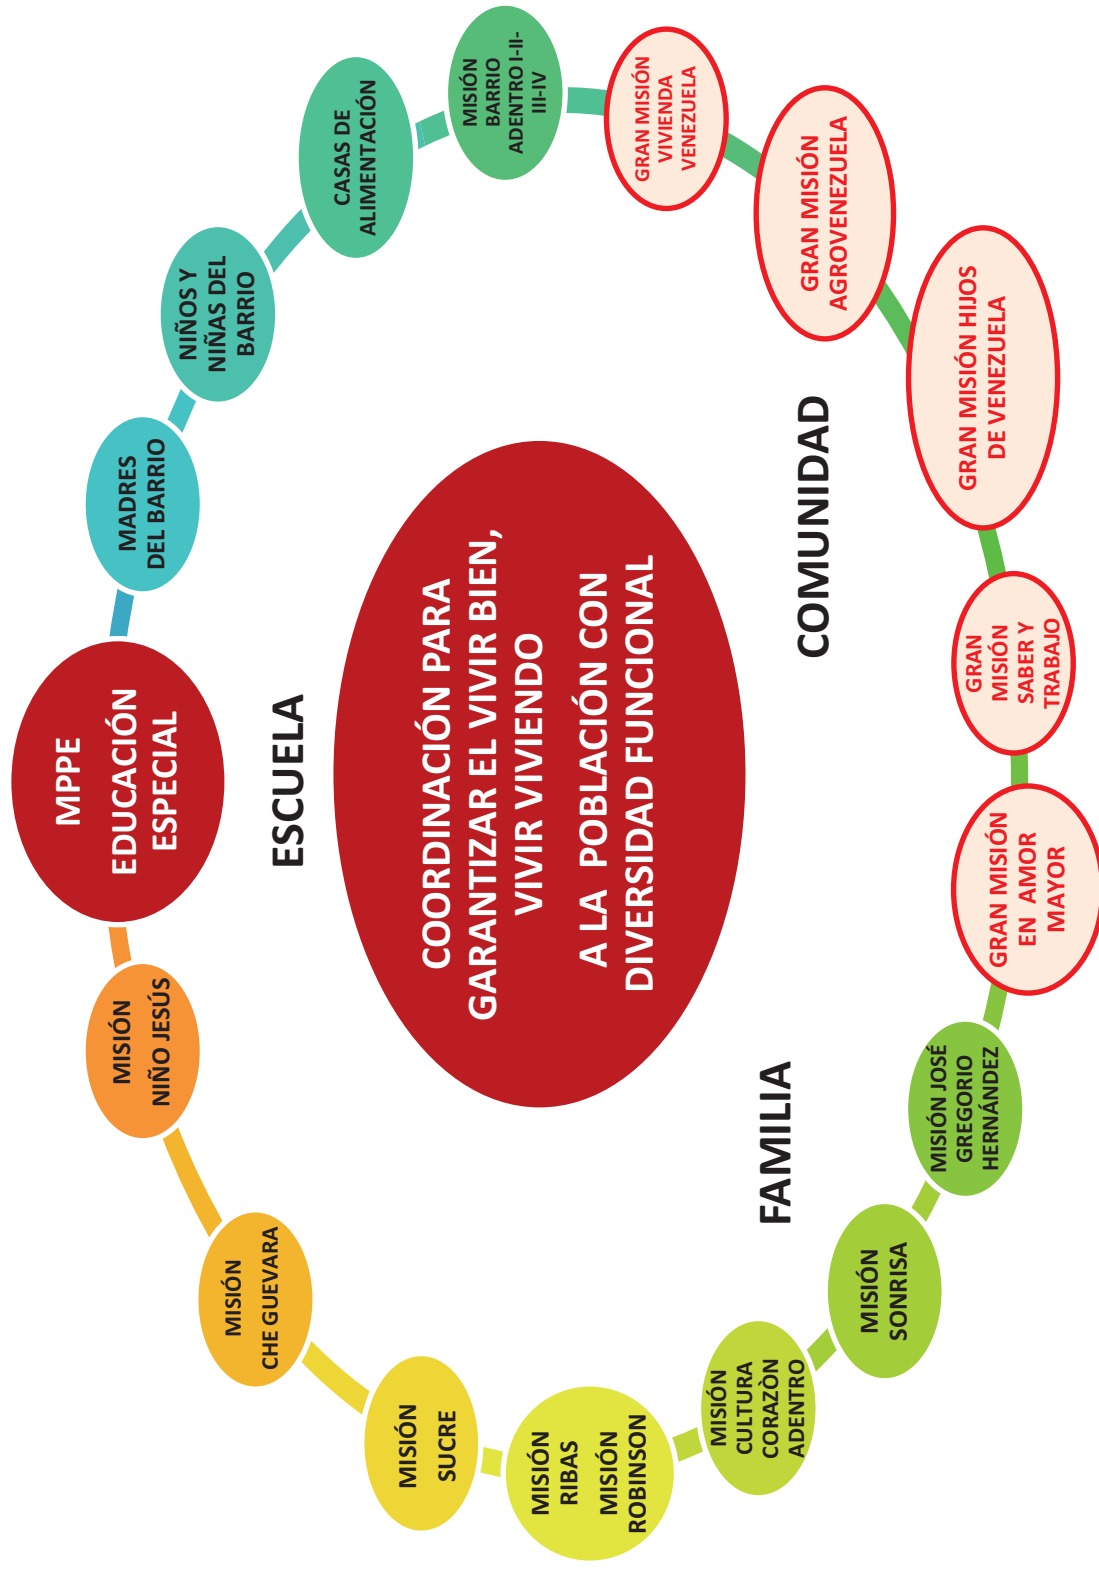 MPPE
EDUCACIÓN
ESPECIAL
MADRES
DEL BARRIO
NIÑOS Y
NIÑAS DEL
BARRIO
CASAS DE
ALIMENTACIÓN
MISIÓN
BARRIO
ADENTRO I-II-
III-IV
GRAN MISIÓN
VIVIENDA
VENEZUELA
GRAN MISIÓN
AGROVENEZUELA
GRAN MISIÓN HIJOS
DE VENEZUELA
GRAN
MISIÓN
SABER Y
TRABAJO
GRAN MISIÓN
EN AMOR
MAYOR
MISIÓN JOSÉ
GREGORIO
HERNÁNDEZ
MISIÓN
SONRISA
MISIÓN
CULTURA
CORAZÒN
ADENTRO
MISIÓN
RIBAS
MISIÓN
ROBINSON
MISIÓN
SUCRE
MISIÓN
CHE GUEVARA
MISIÓN
NIÑO JESÚS
ESCUELA
COORDINACIÓN PARA
GARANTIZAR EL VIVIR BIEN,
VIVIR VIVIENDO
A LA POBLACIÓN CON
DIVERSIDAD FUNCIONAL
FAMILIA
COMUNIDAD